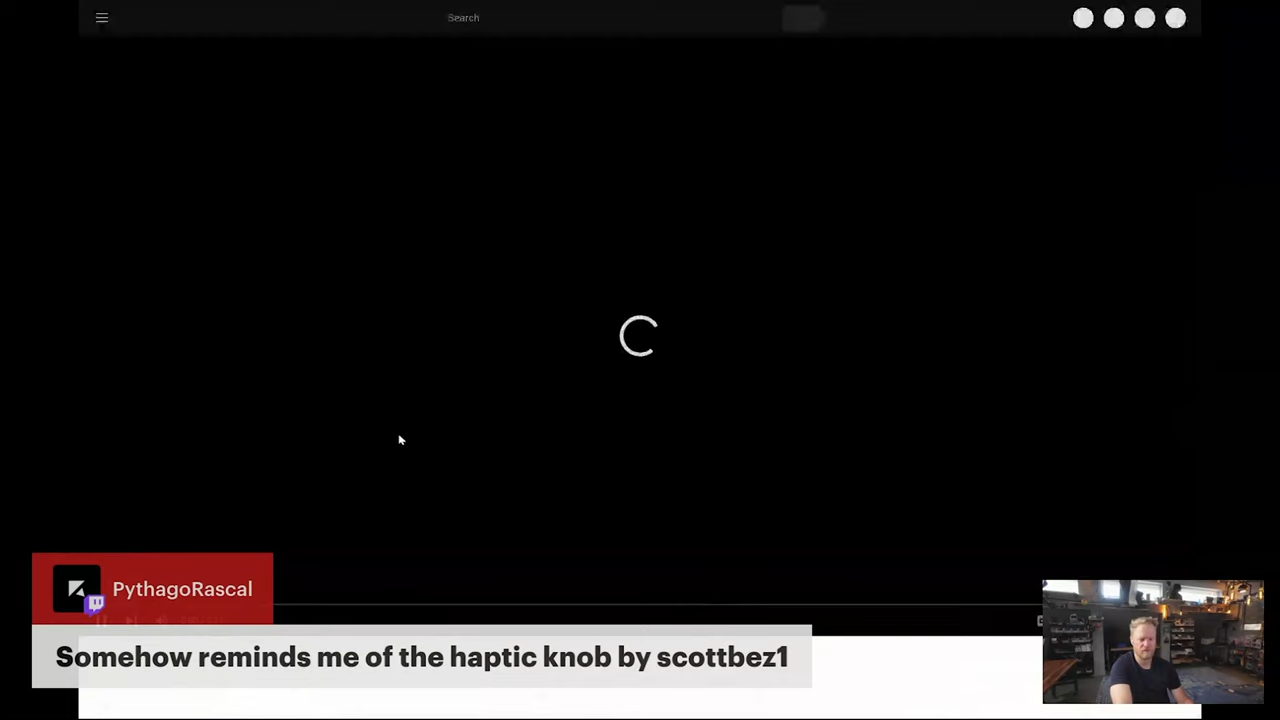 Search
PythagoRascal
Somehow reminds me of the haptic knob by scottbez1